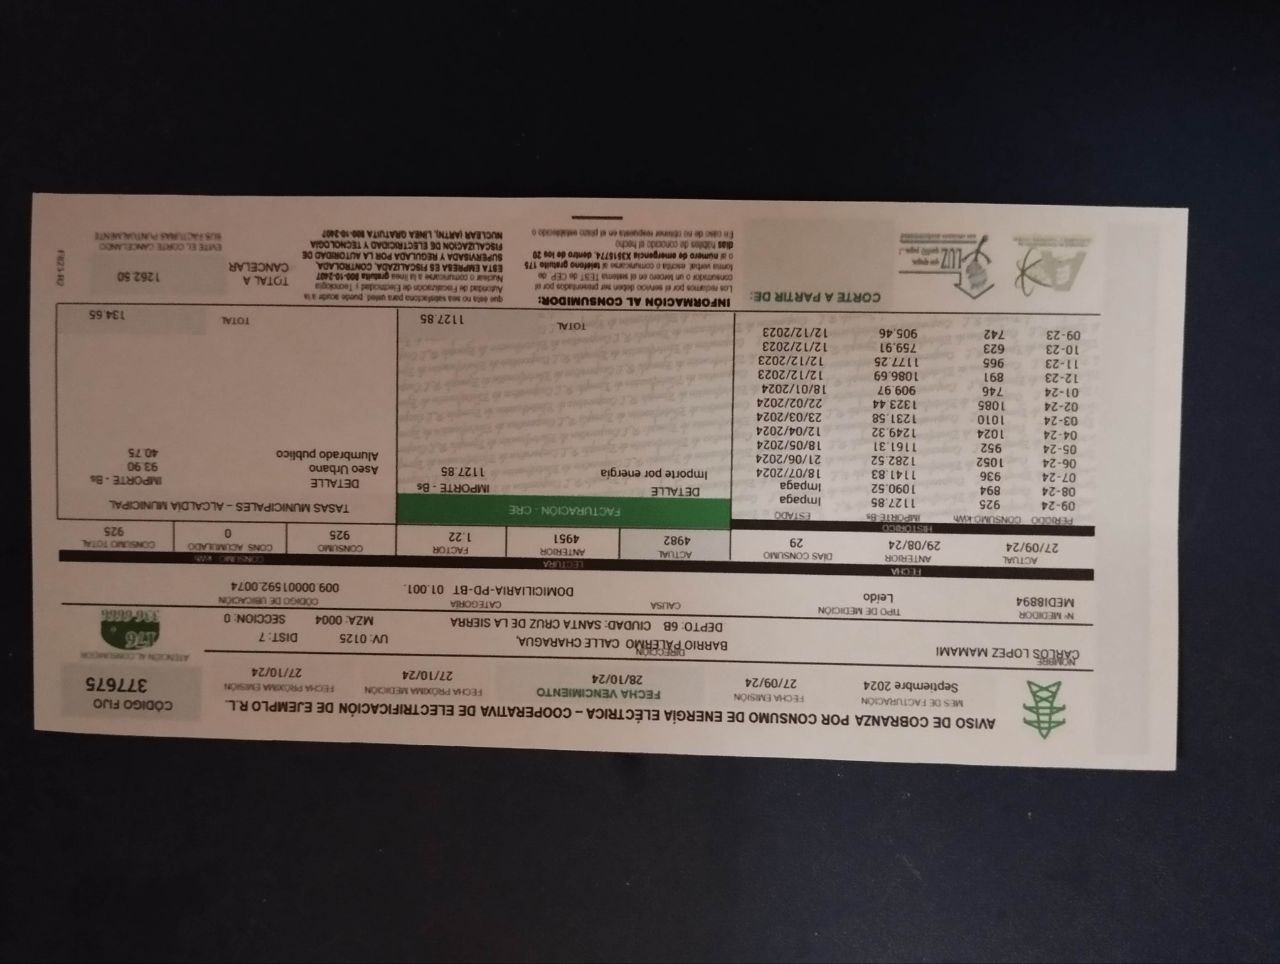 AVISO DE COBRANZA POR CONSUMO DE ENERGÍA ELÉCTRICA – COOPERATIVA DE ELECTRIFICACIÓN DE EJEMPLO R.L.
CÓDIGO FIJO
377675
MES DE FACTURACIÓN
Septiembre 2024
FECHA EMISIÓN
27/09/24
FECHA VENCIMIENTO
28/10/24
FECHA PRÓXIMA MEDICIÓN
27/10/24
FECHA PRÓXIMA EMISIÓN
27/10/24
NOMBRE
CARLOS LOPEZ MAMAMI
DIRECCIÓN
BARRIO PALERMO CALLE CHARAGUA,
UV: 0125
DIST: 7
DEPTO: 6B CIUDAD: SANTA CRUZ DE LA SIERRA
MZA: 0004
SECCION: 0
ATENCIÓN AL CONSUMIDOR
176
336-6666
Nº MEDIDOR
MEDI8894
TIPO DE MEDICIÓN
Leído
CAUSA
CATEGORÍA
DOMICILIARIA-PD-BT 01.001.
CÓDIGO DE UBICACIÓN
009 00001592.0074
FECHA
LECTURA
CONSUMO - kWh
ACTUAL
27/09/24
ANTERIOR
29/08/24
DÍAS CONSUMO
29
ACTUAL
4982
ANTERIOR
4951
FACTOR
1.22
CONSUMO
925
CONS ACUMULADO
0
CONSUMO TOTAL
925
HISTÓRICO
PERIODO CONSUMO:kWh IMPORTE:Bs ESTADO
09-24 925 1127.85 Impaga
08-24 894 1090.52 Impaga
07-24 936 1141.83 18/07/2024
06-24 1052 1282.52 21/06/2024
05-24 952 1161.31 18/05/2024
04-24 1024 1249.32 12/04/2024
03-24 1010 1231.58 23/03/2024
02-24 1085 1323.44 22/02/2024
01-24 746 909.97 18/01/2024
12-23 891 1086.69 12/12/2023
11-23 965 1177.25 12/12/2023
10-23 623 759.91 12/12/2023
09-23 742 905.46 12/12/2023
FACTURACIÓN - CRE
DETALLE IMPORTE - Bs
Importe por energía 1127.85
TOTAL 1127.85
TASAS MUNICIPALES – ALCALDÍA MUNICIPAL
DETALLE IMPORTE - Bs
Aseo Urbano 93.90
Alumbrado publico 40.75
TOTAL 134.65
CORTE A PARTIR DE:
LUZ
INFORMACIÓN AL CONSUMIDOR:
Los reclamos por el servicio deben ser presentados por el
consumidor o un tercero en el sistema TEST de CEP de
forma verbal, escrita o comunicarse al teléfono gratuito 175
o al número de emergencia X3515774, dentro de los 20
días hábiles de conocido el hecho
En caso de no obtener respuesta en el plazo establecido o
que ésta no sea satisfactoria para usted, puede acudir a la
Autoridad de Fiscalización de Electricidad y Tecnología
Nuclear o comunicarse a la línea gratuita 800-10-2407
ESTA EMPRESA ES FISCALIZADA, CONTROLADA,
SUPERVISADA Y REGULADA POR LA AUTORIDAD DE
FISCALIZACIÓN DE ELECTRICIDAD Y TECNOLOGÍA
NUCLEAR (ARTN), LÍNEA GRATUITA 800-10-2407
TOTAL A
CANCELAR
1262.50
EVITE EL CORTE CANCELANDO
SUS FACTURAS PUNTUALMENTE